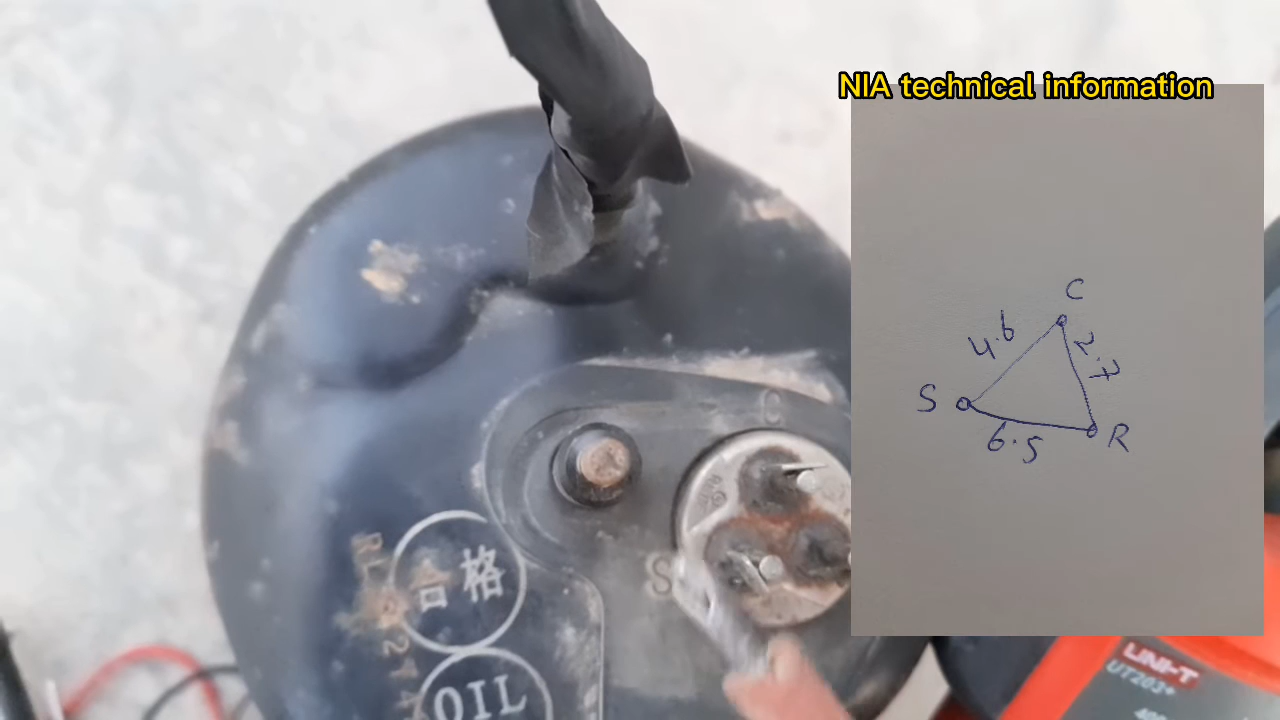 NIA technical information
C
4.6
2.7
S
R
6.5
C
S
合格
OIL
UNI-T
UT203+